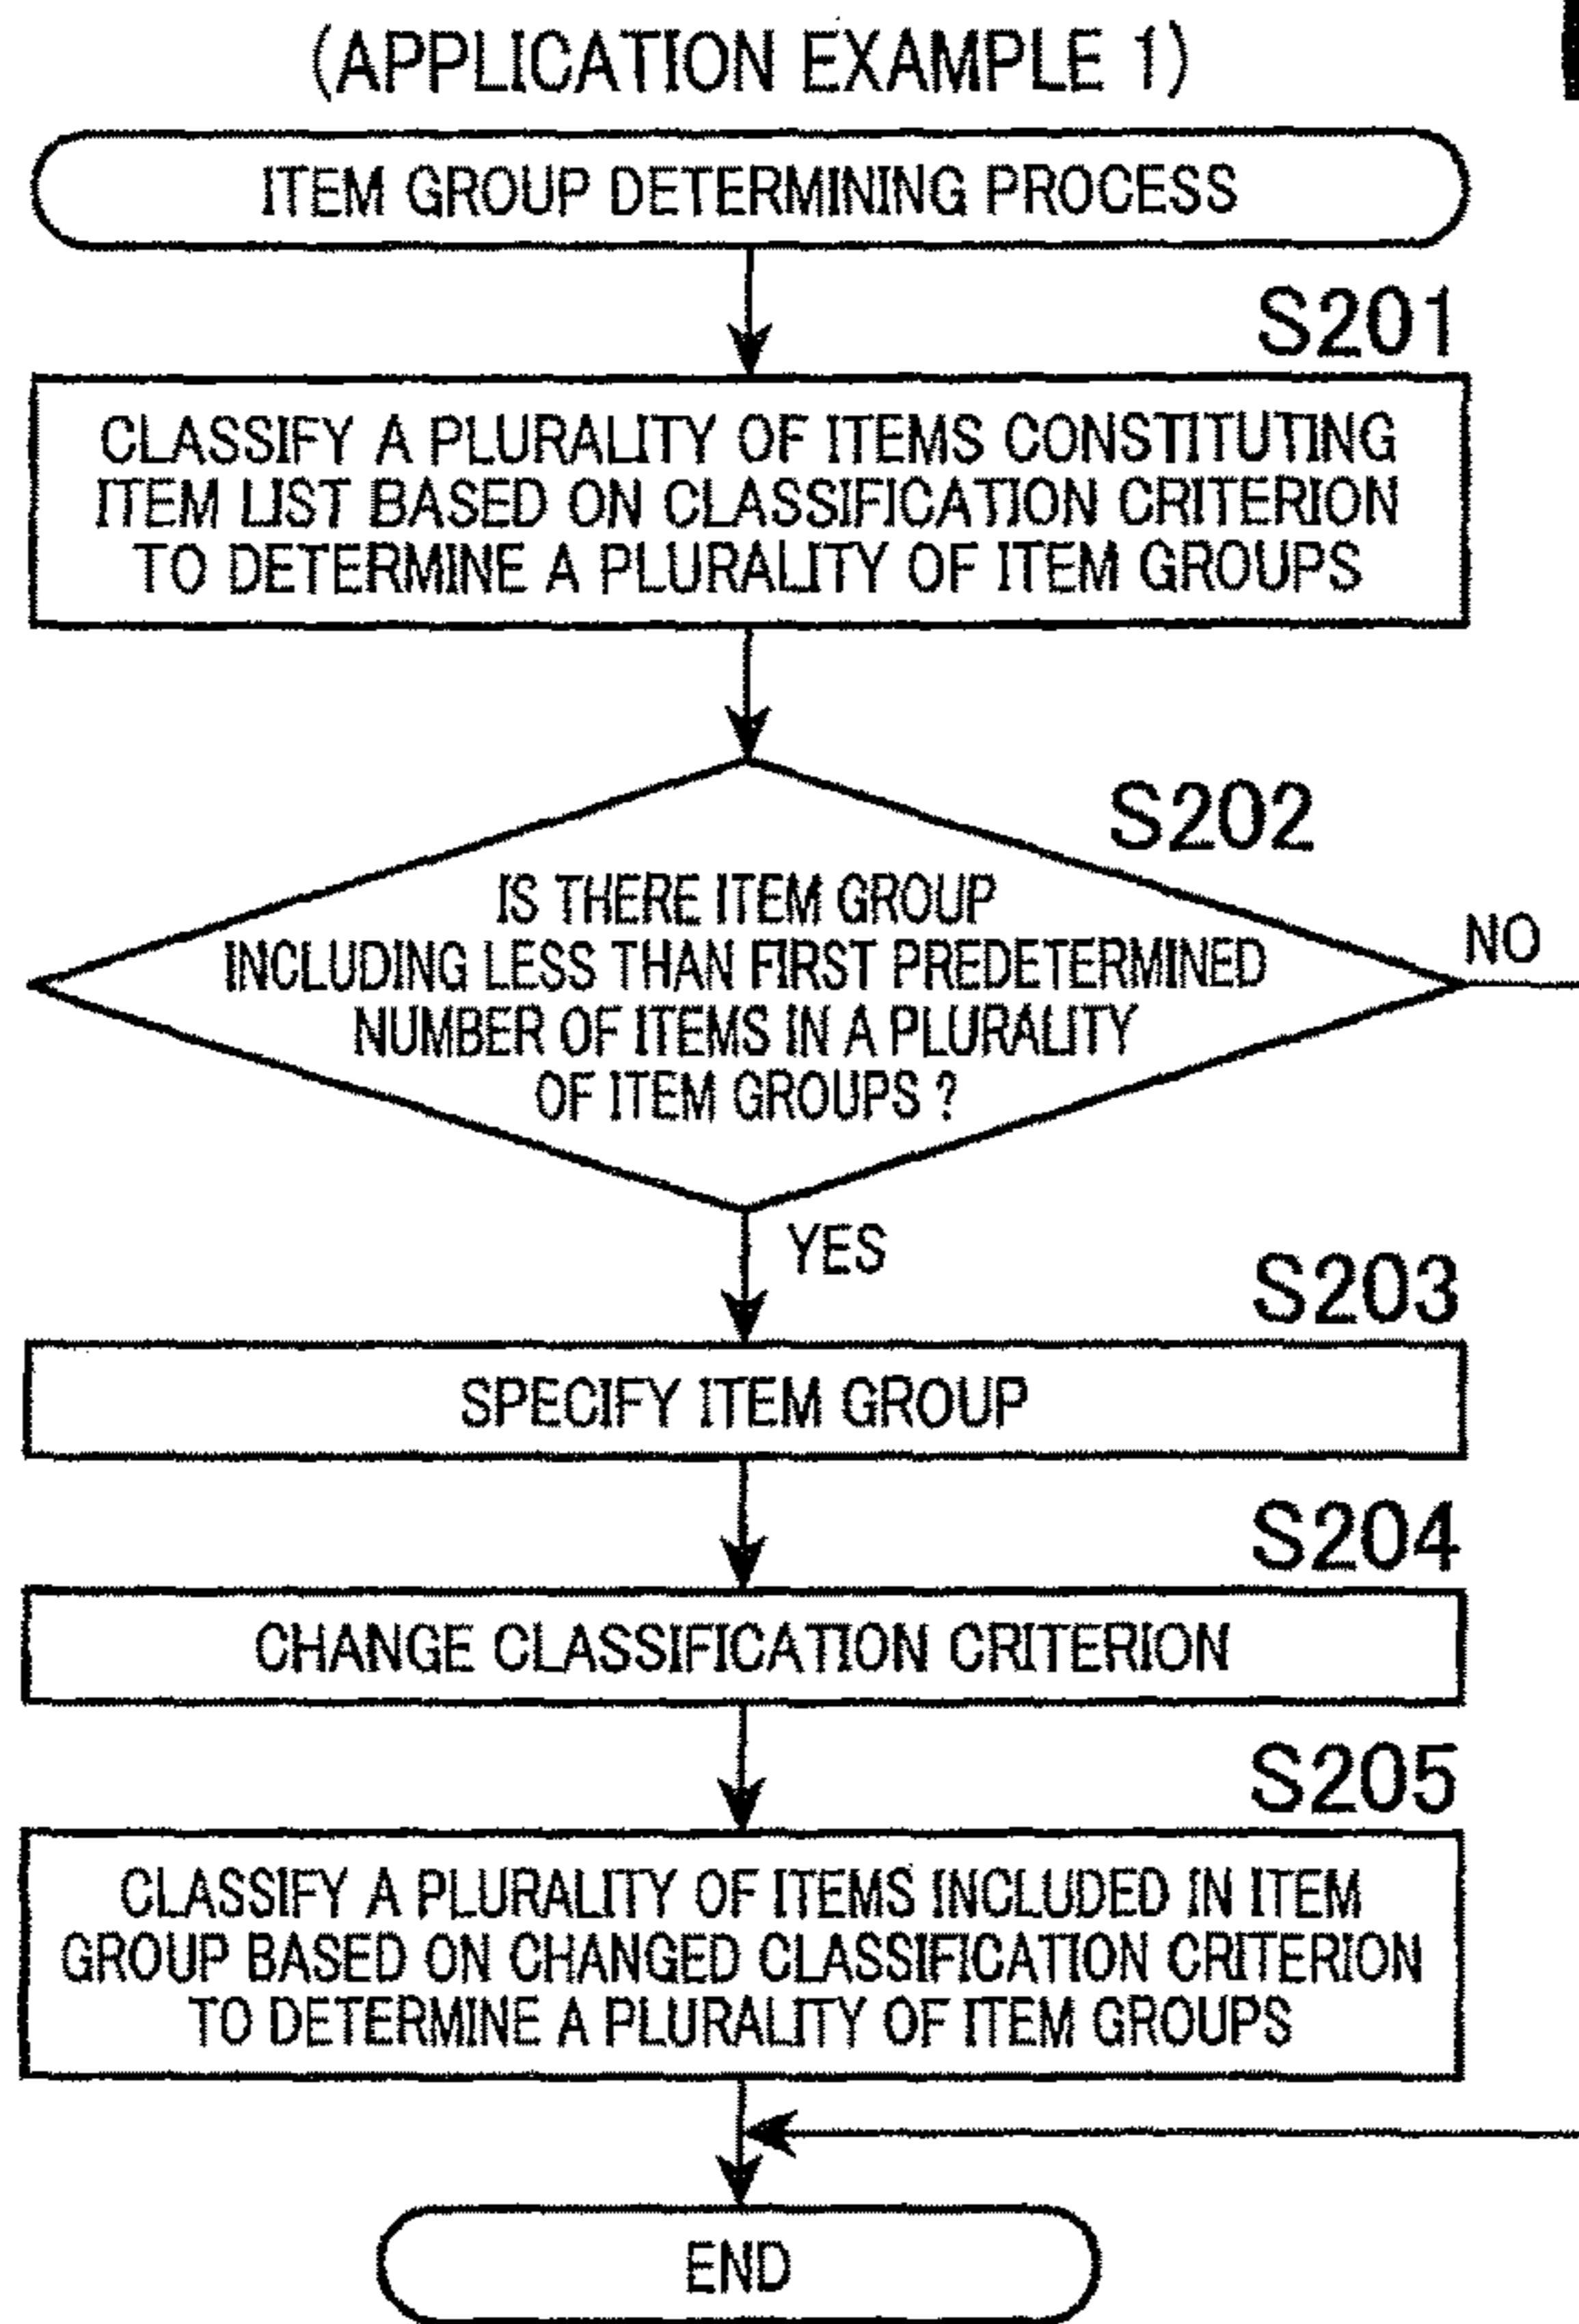 (APPLICATION EXAMPLE 1)
ITEM GROUP DETERMINING PROCESS
S201
CLASSIFY A PLURALITY OF ITEMS CONSTITUTING
ITEM LIST BASED ON CLASSIFICATION CRITERION
TO DETERMINE A PLURALITY OF ITEM GROUPS
S202
IS THERE ITEM GROUP
INCLUDING LESS THAN FIRST PREDETERMINED
NUMBER OF ITEMS IN A PLURALITY
OF ITEM GROUPS ?
NO
YES
S203
SPECIFY ITEM GROUP
S204
CHANGE CLASSIFICATION CRITERION
S205
CLASSIFY A PLURALITY OF ITEMS INCLUDED IN ITEM
GROUP BASED ON CHANGED CLASSIFICATION CRITERION
TO DETERMINE A PLURALITY OF ITEM GROUPS
END